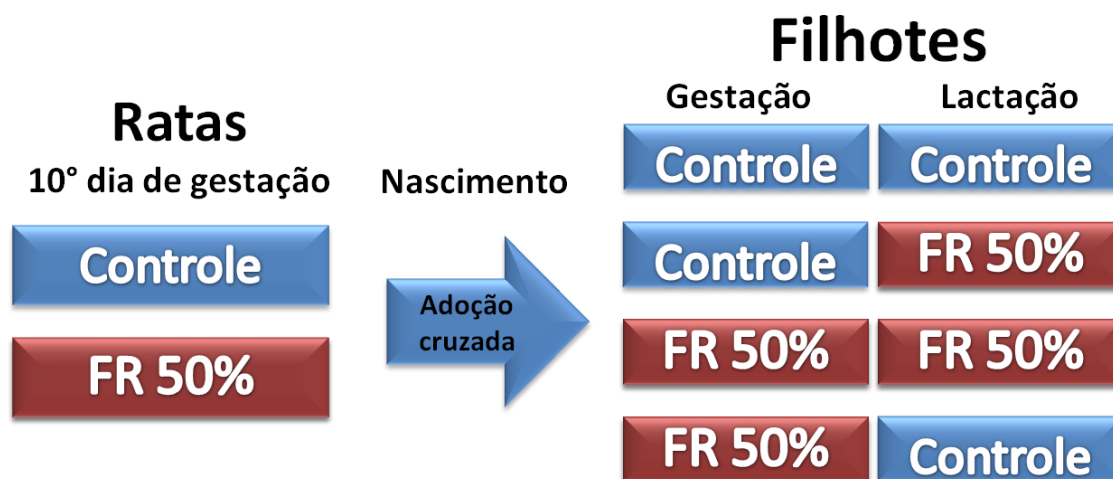 Ratas
10° dia de gestação
Controle
FR 50%
Nascimento
Adoção
cruzada
Filhotes
Gestação Lactação
Controle Controle
Controle FR 50%
FR 50% FR 50%
FR 50% Controle